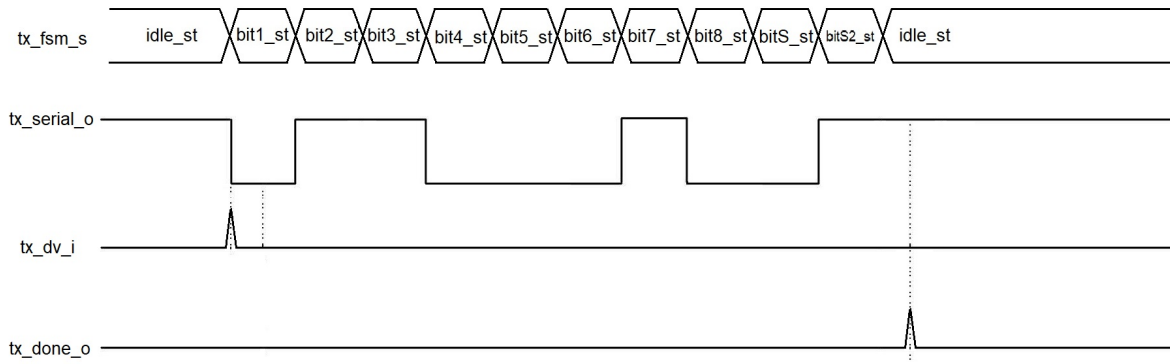 tx_fsm_s idle_st bit1_st bit2_st bit3_st bit4_st bit5_st bit6_st bit7_st bit8_st bitS_st bitS2_st idle_st
tx_serial_o
tx_dv_i
tx_done_o